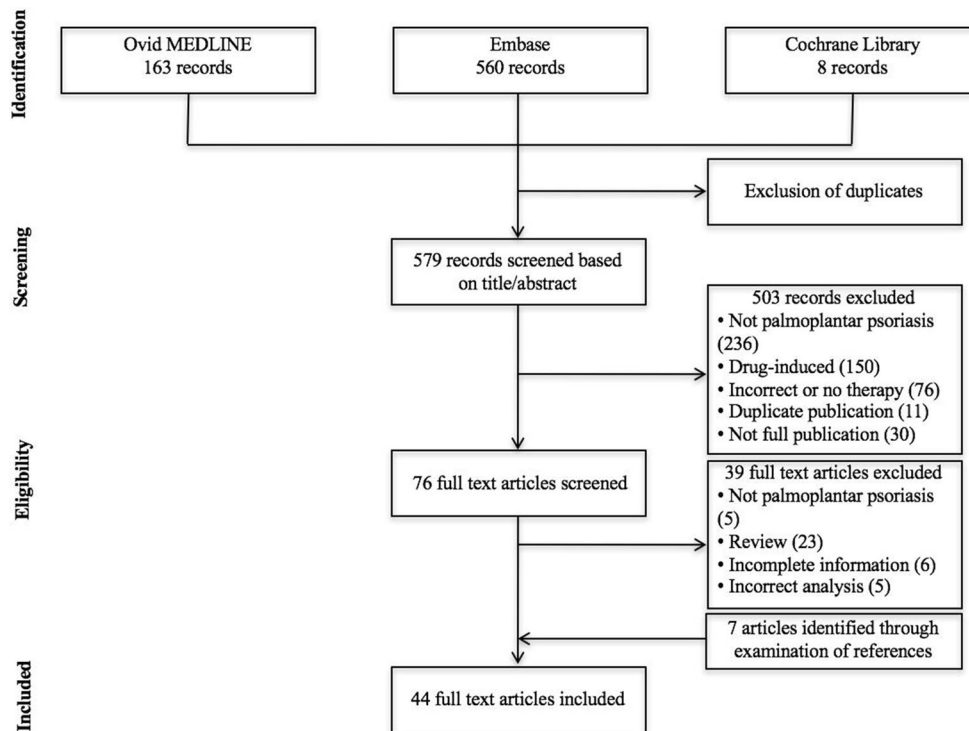 Identification
Ovid MEDLINE
163 records
Embase
560 records
Cochrane Library
8 records
Exclusion of duplicates
Screening
579 records screened based
on title/abstract
503 records excluded
• Not palmoplantar psoriasis
(236)
• Drug-induced (150)
• Incorrect or no therapy (76)
• Duplicate publication (11)
• Not full publication (30)
Eligibility
76 full text articles screened
39 full text articles excluded
• Not palmoplantar psoriasis
(5)
• Review (23)
• Incomplete information (6)
• Incorrect analysis (5)
7 articles identified through
examination of references
Included
44 full text articles included